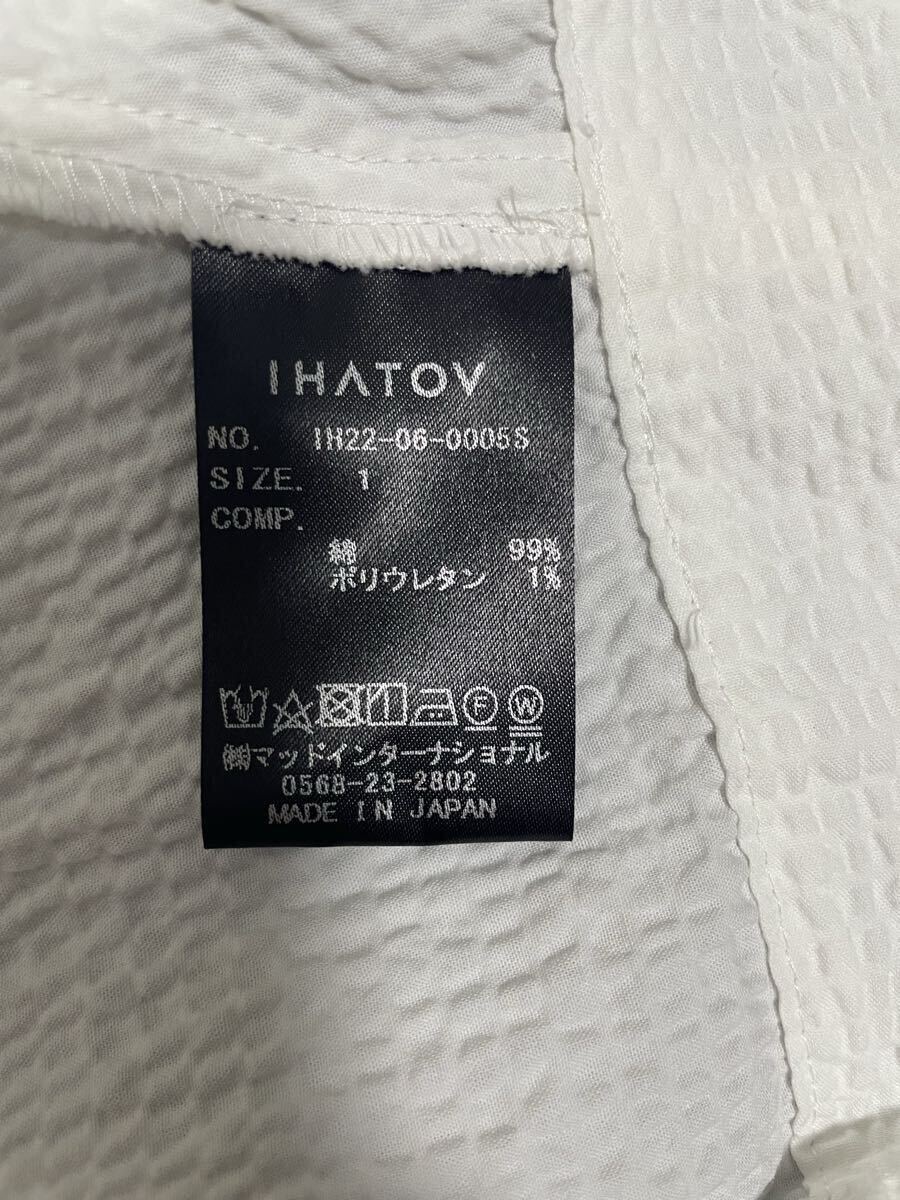 IHATOV
NO. IH22-06-0005S
SIZE. 1
COMP.
綿 99%
ポリウレタン 1%
F W
㈱マッドインターナショナル
0568-23-2802
MADE IN JAPAN